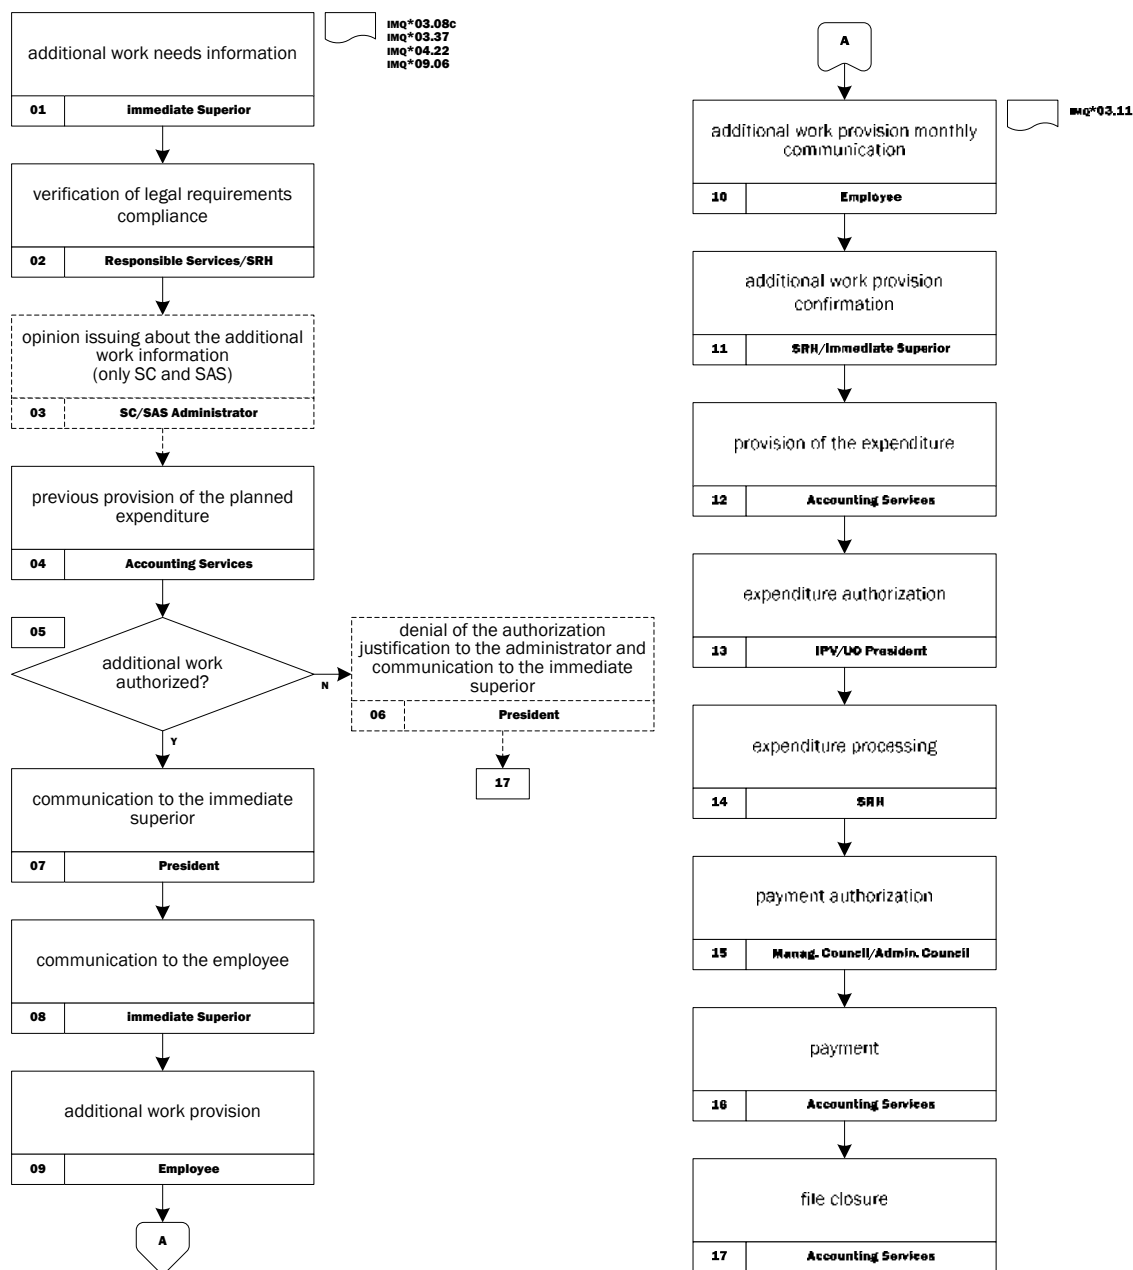 additional work needs information
01 immediate Superior
IMQ*03.08c
IMQ*03.37
IMQ*04.22
IMQ*09.06
verification of legal requirements
compliance
02 Responsible Services/SRH
opinion issuing about the additional
work information
(only SC and SAS)
03 SC/SAS Administrator
previous provision of the planned
expenditure
04 Accounting Services
05
additional work
authorized?
N
Y
denial of the authorization
justification to the administrator and
communication to the immediate
superior
06 President
17
communication to the immediate
superior
07 President
communication to the employee
08 immediate Superior
additional work provision
09 Employee
A
A
additional work provision monthly
communication
10 Employee
IMQ*03.11
additional work provision
confirmation
11 SRH/Immediate Superior
provision of the expenditure
12 Accounting Services
expenditure authorization
13 IPV/UO President
expenditure processing
14 SRH
payment authorization
15 Manag. Council/Admin. Council
payment
16 Accounting Services
file closure
17 Accounting Services